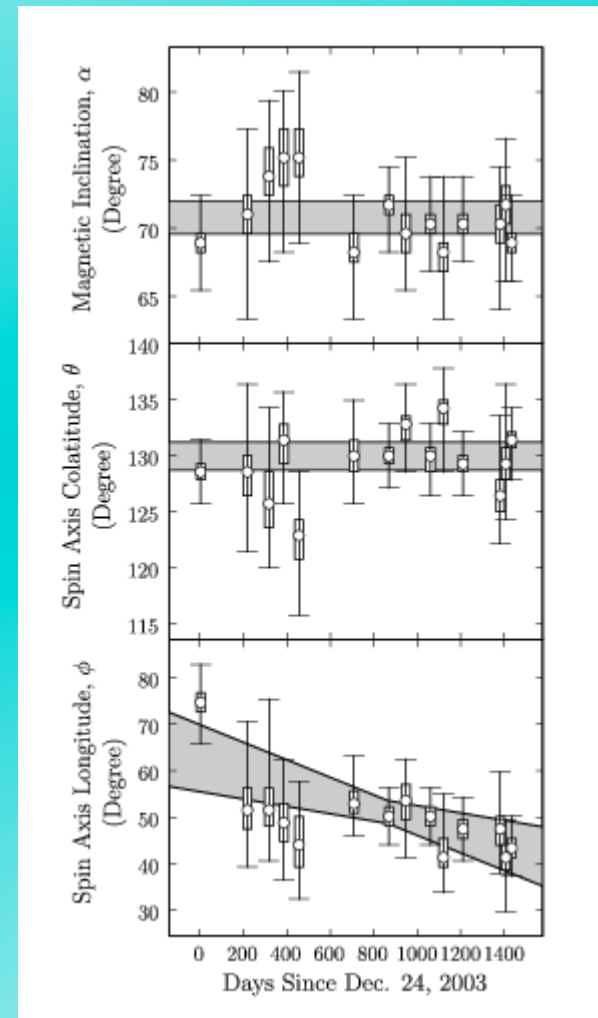 Magnetic Inclination, α
(Degree)
80
75
70
65
Spin Axis Colatitude, θ
(Degree)
140
135
130
125
120
115
Spin Axis Longitude, ϕ
(Degree)
80
70
60
50
40
30
0 200 400 600 800 1000 1200 1400
Days Since Dec. 24, 2003